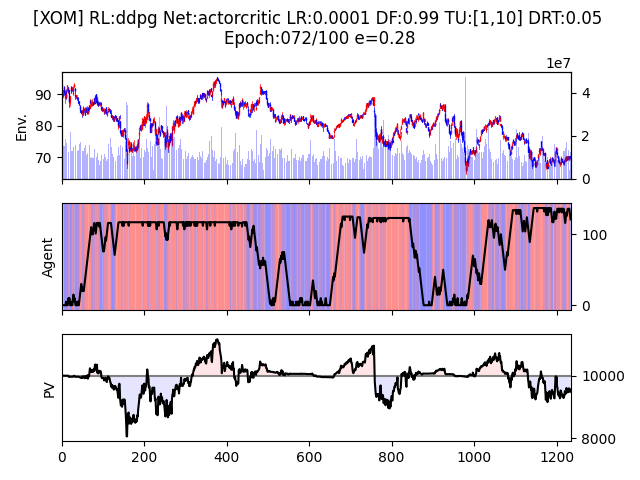 [XOM] RL:ddpg Net:actorcritic LR:0.0001 DF:0.99 TU:[1,10] DRT:0.05
Epoch:072/100 e=0.28
1e7
Env.
90
80
70
4
2
0
Agent
100
0
PV
10000
8000
0 200 400 600 800 1000 1200